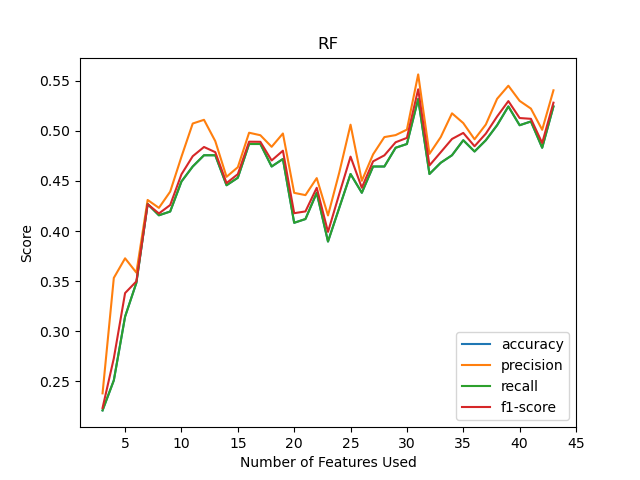 RF
0.55
0.50
0.45
0.40
0.35
0.30
0.25
Score
accuracy
precision
recall
f1-score
5 10 15 20 25 30 35 40 45
Number of Features Used